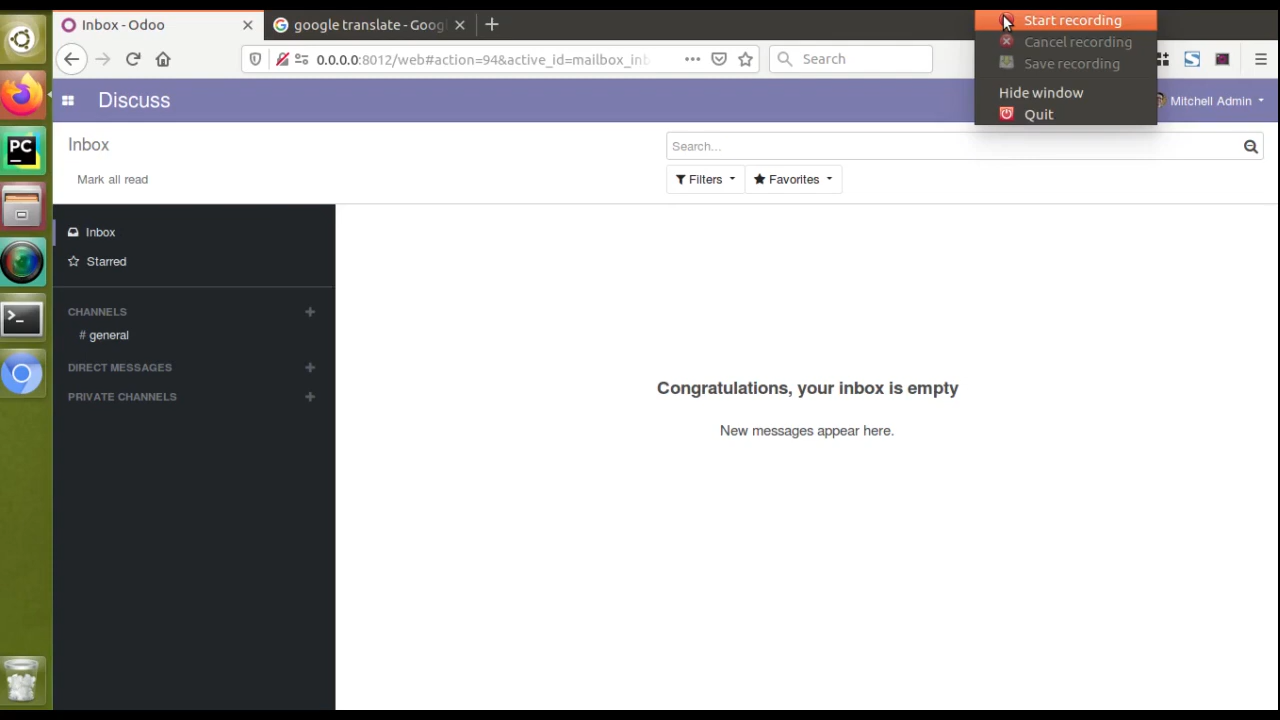 Inbox - Odoo
google translate - Goog
Start recording
Cancel recording
Save recording
Hide window
Quit
0.0.0.0:8012/web#action=94&active_id=mailbox_inb
Search
Discuss
Mitchell Admin
Inbox
Search...
Mark all read
Filters
Favorites
Inbox
Starred
CHANNELS
# general
DIRECT MESSAGES
PRIVATE CHANNELS
Congratulations, your inbox is empty
New messages appear here.
PC